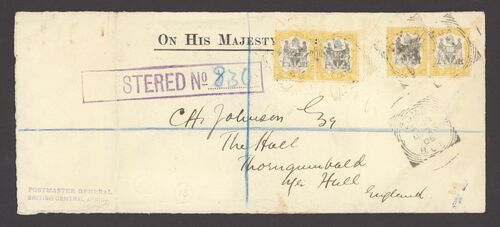 ON HIS MAJESTY
STERED No 830
C H Johnson Esq
The Hall
Thorngumbald
nr Hull
England
POSTMASTER GENERAL
BRITISH CENTRAL AFRICA